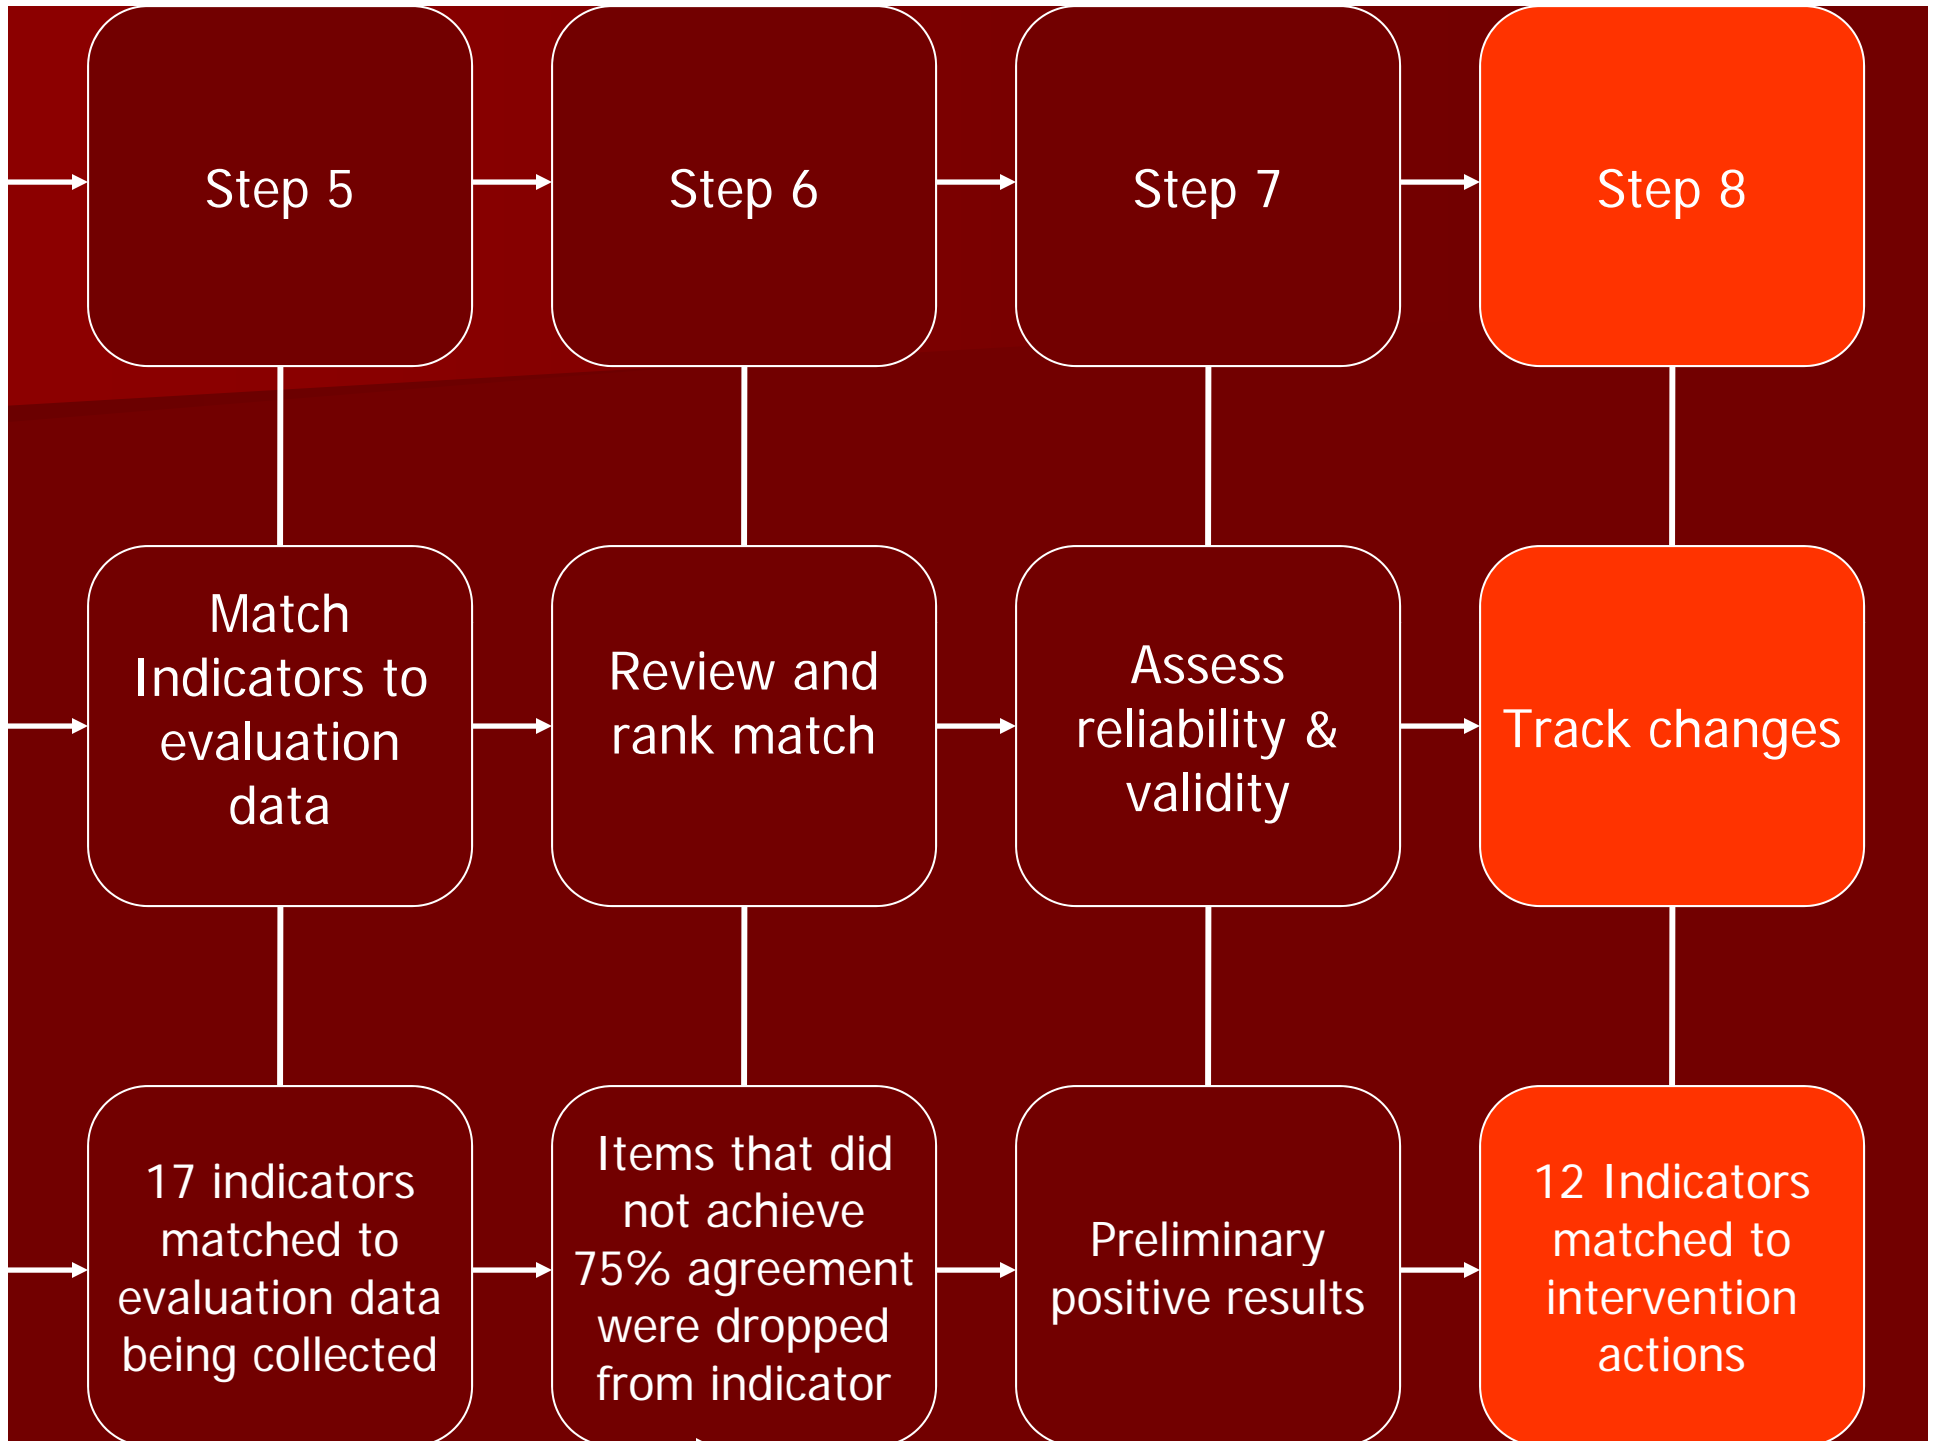 Step 5
Step 6
Step 7
Step 8
Match
Indicators to
evaluation
data
Review and
rank match
Assess
reliability &
validity
Track changes
17 indicators
matched to
evaluation data
being collected
Items that did
not achieve
75% agreement
were dropped
from indicator
Preliminary
positive results
12 Indicators
matched to
intervention
actions